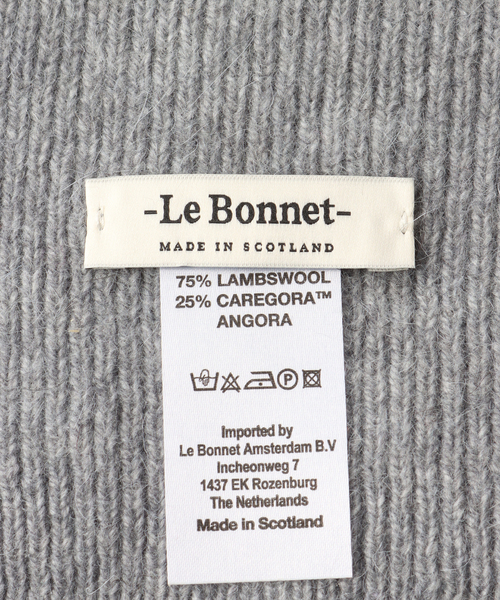 -Le Bonnet-
MADE IN SCOTLAND
75% LAMBSWOOL
25% CAREGORA™
ANGORA
P
Imported by
Le Bonnet Amsterdam B.V
Incheonweg 7
1437 EK Rozenburg
The Netherlands
Made in Scotland